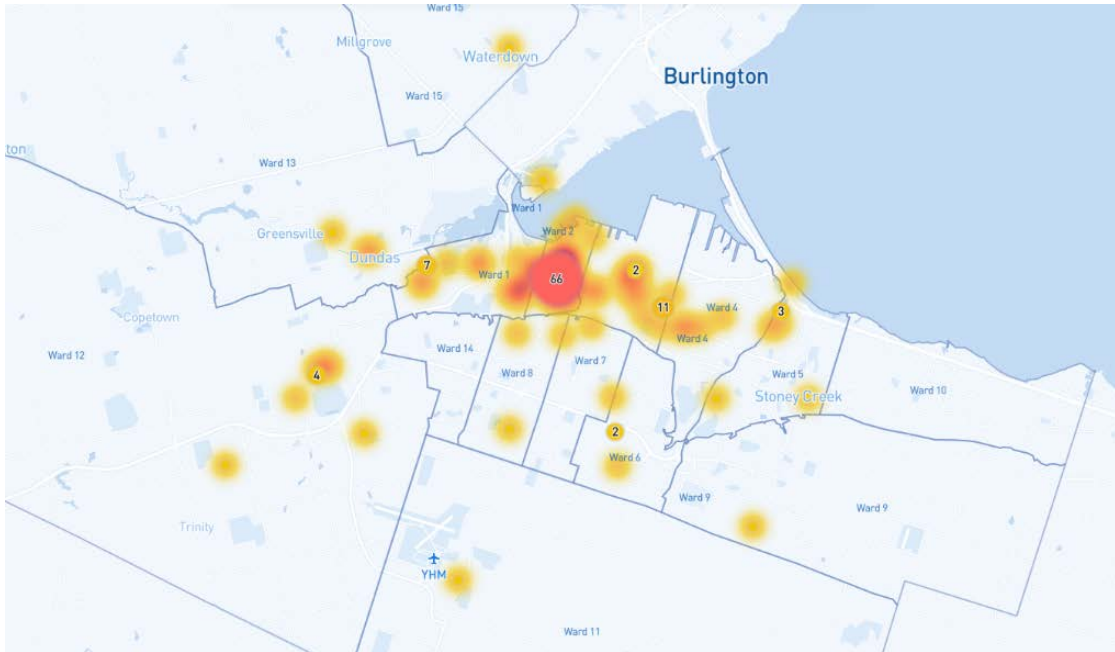 Ward 15
Millgrove
Waterdown
Burlington
Ward 15
ton
Ward 13
Ward 1
Greensville
Ward 2
Dundas
7
2
Ward 1
66
Copetown
11
Ward 4
3
Ward 4
Ward 12
Ward 14
Ward 7
4
Ward 8
Ward 5
Ward 10
Stoney Creek
2
Ward 6
Ward 9
Ward 9
Trinity
YHM
Ward 11